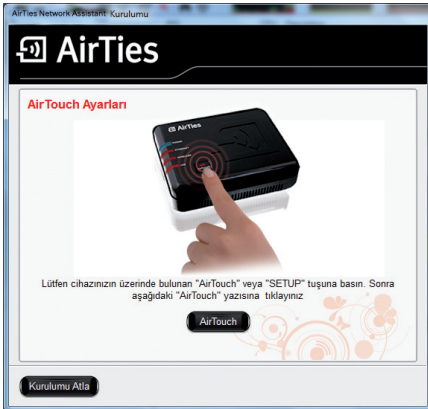 AirTies Network Assistant Kurulumu
AirTies
AirTouch Ayarları
AirTies
Lütfen cihazınızın üzerinde bulunan "AirTouch" veya "SETUP" tuşuna basın. Sonra
aşağıdaki "AirTouch" yazısına tıklayınız
AirTouch
Kurulumu Atla